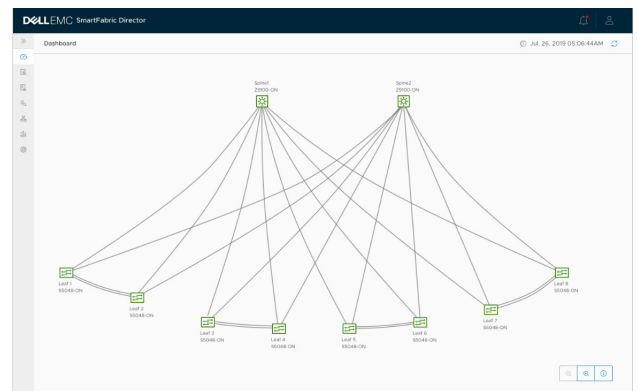 DELLEMC SmartFabric Director
Dashboard
Jul. 26, 2019 05:06:44AM
Spine1
Z9100-ON
Spine2
Z9100-ON
Leaf 1
S5048-ON
Leaf 2
S5048-ON
Leaf 3
S5048-ON
Leaf 4
S5048-ON
Leaf 5
S5048-ON
Leaf 6
S5048-ON
Leaf 7
S5048-ON
Leaf 8
S5048-ON